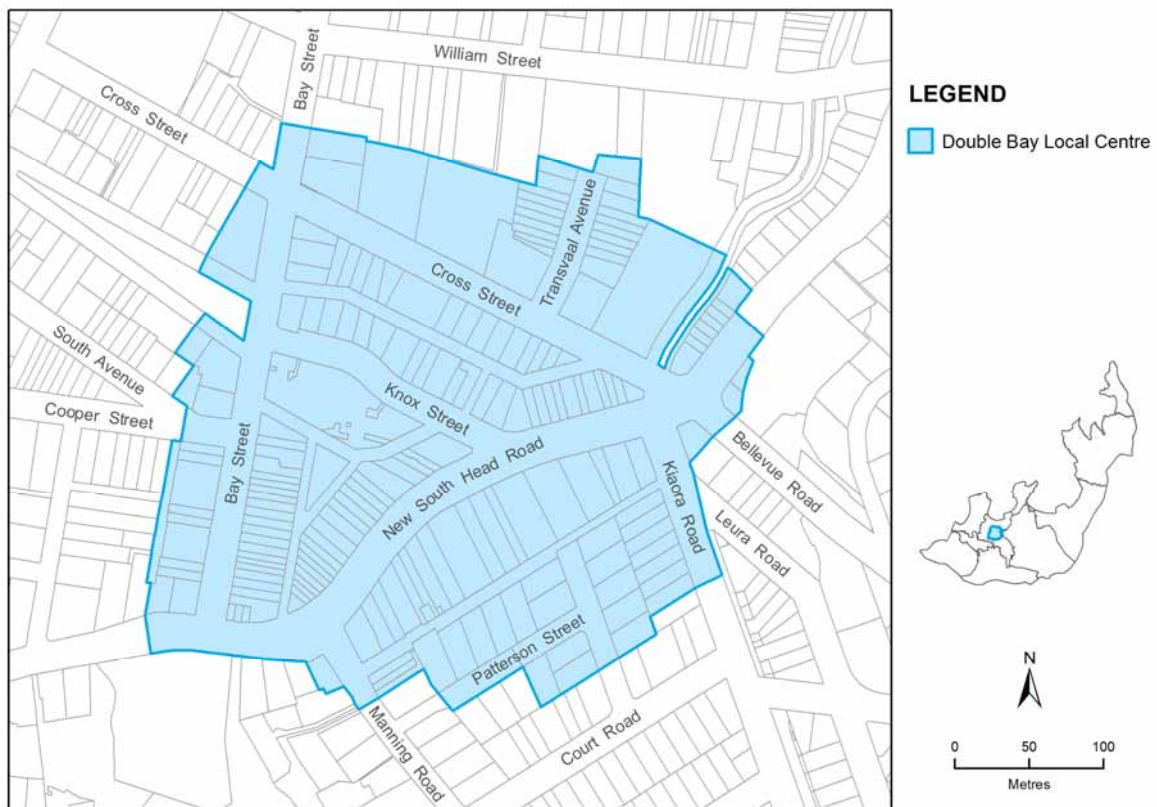 William Street
Bay Street
Cross Street
LEGEND
Double Bay Local Centre
Transvaal Avenue
Cross Street
South Avenue
Cooper Street
Knox Street
Bay Street
New South Head Road
Bellevue Road
Kiaora Road
Leura Road
Patterson Street
Manning Road
Court Road
N
0 50 100
Metres